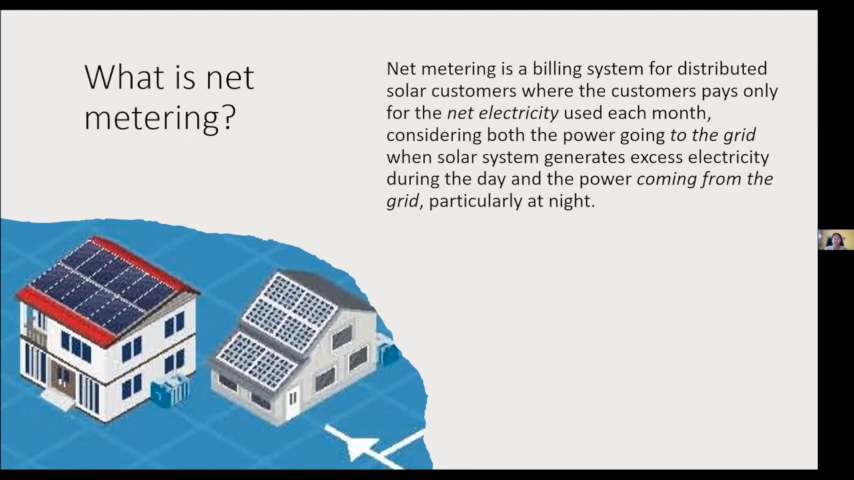 What is net
metering?
Net metering is a billing system for distributed
solar customers where the customers pays only
for the net electricity used each month,
considering both the power going to the grid
when solar system generates excess electricity
during the day and the power coming from the
grid, particularly at night.